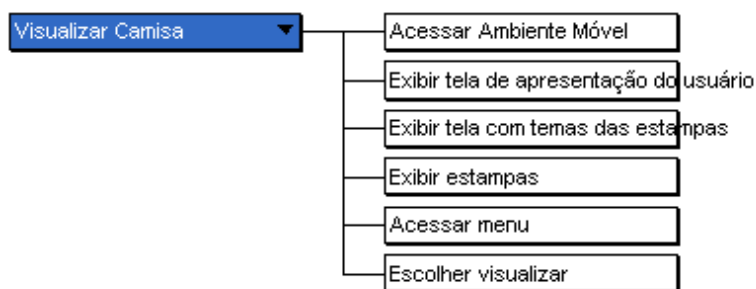 Visualizar Camisa
Acessar Ambiente Móvel
Exibir tela de apresentação do usuário
Exibir tela com temas das estampas
Exibir estampas
Acessar menu
Escolher visualizar